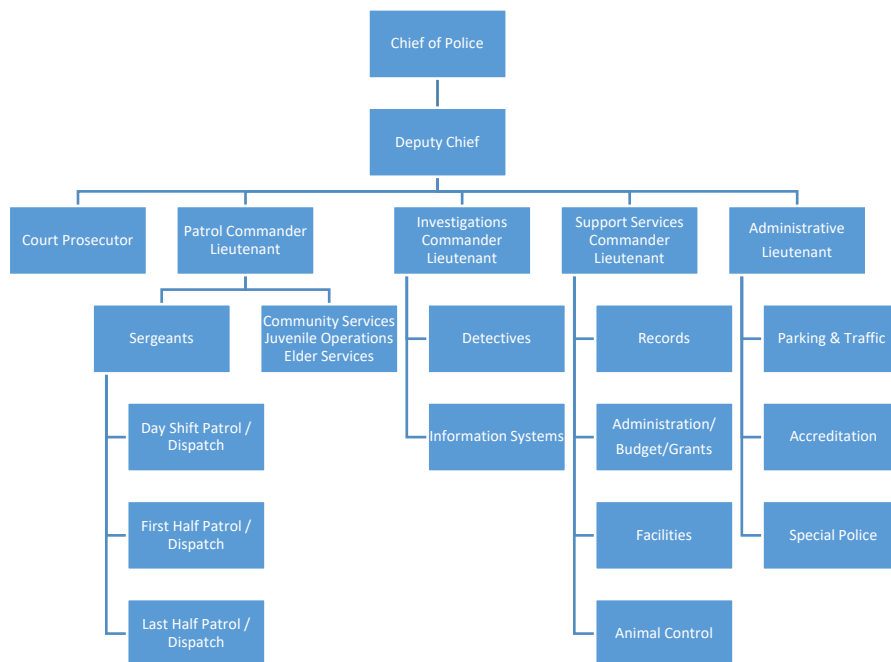 Chief of Police
Deputy Chief
Court Prosecutor
Patrol Commander
Lieutenant
Investigations
Commander
Lieutenant
Support Services
Commander
Lieutenant
Administrative
Lieutenant
Sergeants
Community Services
Juvenile Operations
Elder Services
Detectives
Records
Parking & Traffic
Day Shift Patrol /
Dispatch
Information Systems
Administration/
Budget/Grants
Accreditation
First Half Patrol /
Dispatch
Facilities
Special Police
Last Half Patrol /
Dispatch
Animal Control